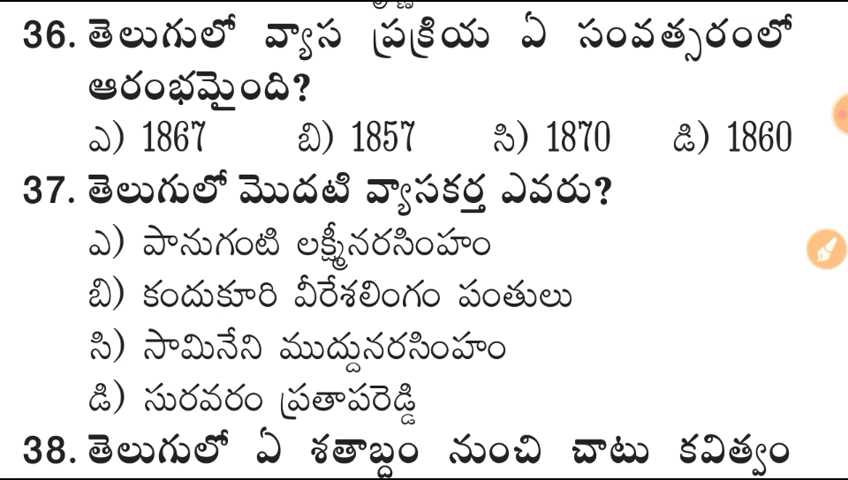 36. తెలుగులో వ్యాస ప్రక్రియ ఏ సంవత్సరంలో
ఆరంభమైంది?
ఎ) 1867 బి) 1857 సి) 1870 డి) 1860
37. తెలుగులో మొదటి వ్యాసకర్త ఎవరు?
ఎ) పానుగంటి లక్ష్మీనరసింహం
బి) కందుకూరి వీరేశలింగం పంతులు
సి) సామినేని ముద్దునరసింహం
డి) సురవరం ప్రతాపరెడ్డి
38. తెలుగులో ఏ శతాబ్దం నుంచి చాటు కవిత్వం